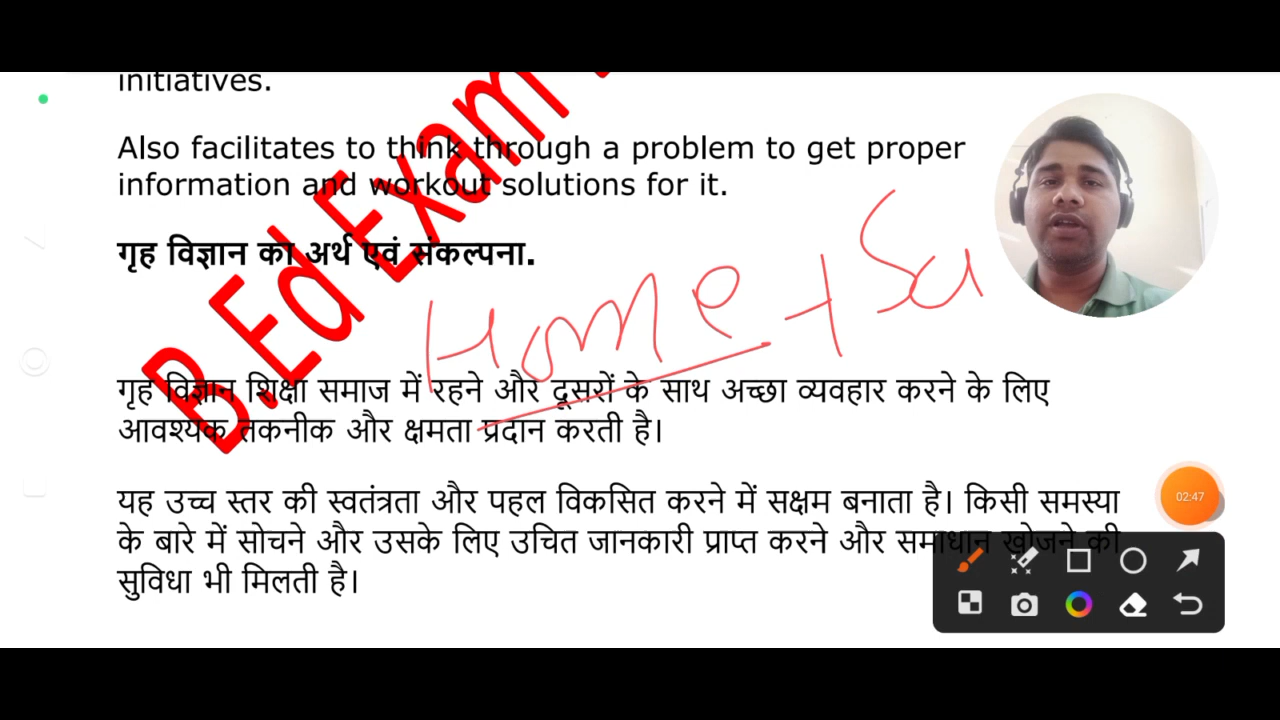 initiatives.
Also facilitates to think through a problem to get proper
information and workout solutions for it.
गृह विज्ञान का अर्थ एवं संकल्पना.
Home + Sci
गृह विज्ञान शिक्षा समाज में रहने और दूसरों के साथ अच्छा व्यवहार करने के लिए
आवश्यक तकनीक और क्षमता प्रदान करती है।
यह उच्च स्तर की स्वतंत्रता और पहल विकसित करने में सक्षम बनाता है। किसी समस्या
के बारे में सोचने और उसके लिए उचित जानकारी प्राप्त करने और समाधान खोजने की
सुविधा भी मिलती है।
B.Ed Exam
02:47